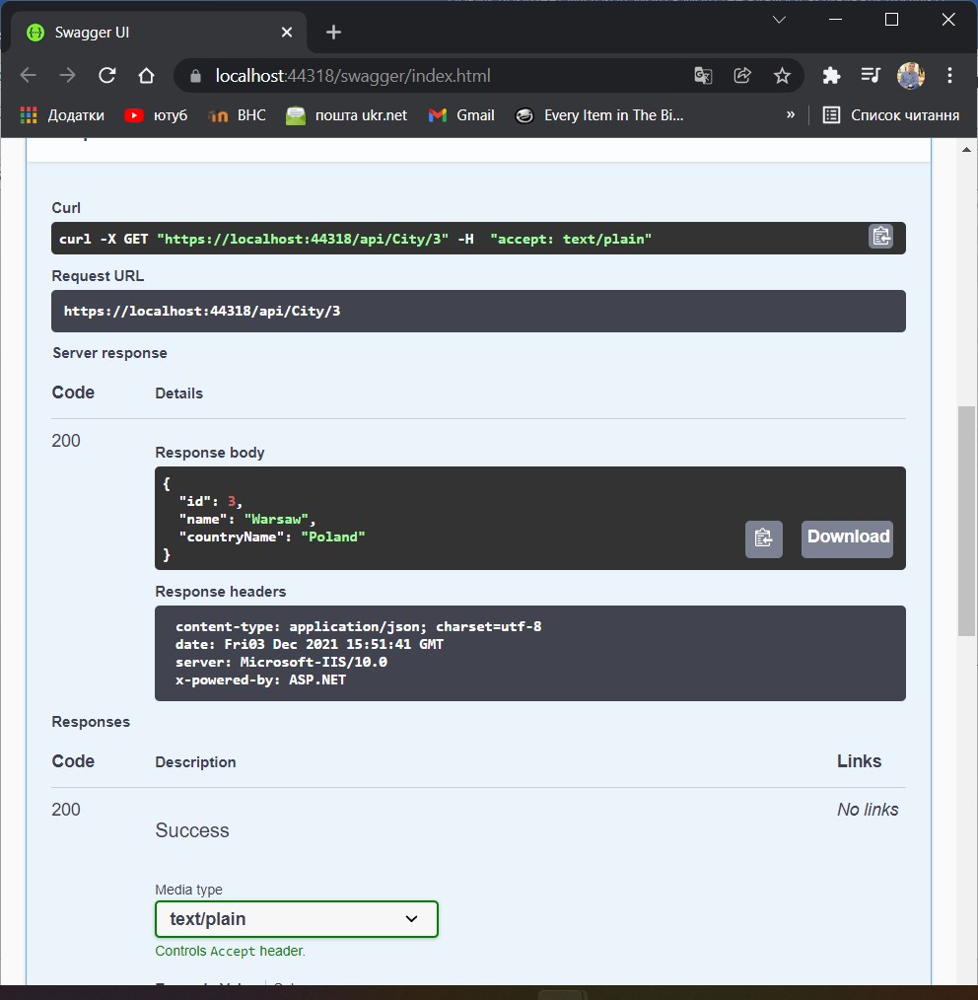 Swagger UI
localhost:44318/swagger/index.html
Додатки ютуб ВНС пошта ukr.net Gmail Every Item in The Bi... » Список читання
Curl
curl -X GET "https://localhost:44318/api/City/3" -H  "accept: text/plain"
Request URL
https://localhost:44318/api/City/3
Server response
Code Details
200
Response body
{
"id": 3,
"name": "Warsaw",
"countryName": "Poland"
}
Download
Response headers
content-type: application/json; charset=utf-8
date: Fri03 Dec 2021 15:51:41 GMT
server: Microsoft-IIS/10.0
x-powered-by: ASP.NET
Responses
Code Description Links
200 No links
Success
Media type
text/plain
Controls Accept header.